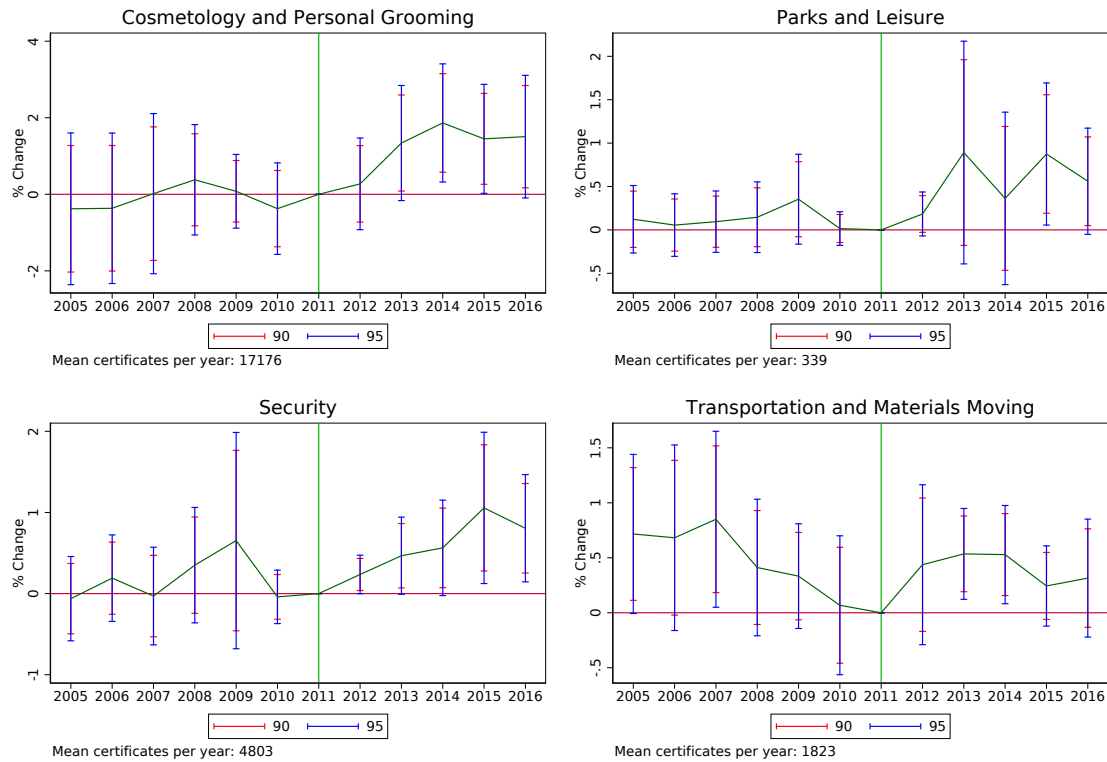 Cosmetology and Personal Grooming
% Change
4
2
0
-2
2005 2006 2007 2008 2009 2010 2011 2012 2013 2014 2015 2016
90 95
Mean certificates per year: 17176
Parks and Leisure
% Change
2
1.5
1
.5
0
-.5
2005 2006 2007 2008 2009 2010 2011 2012 2013 2014 2015 2016
90 95
Mean certificates per year: 339
Security
% Change
2
1
0
-1
2005 2006 2007 2008 2009 2010 2011 2012 2013 2014 2015 2016
90 95
Mean certificates per year: 4803
Transportation and Materials Moving
% Change
1.5
1
.5
0
-.5
2005 2006 2007 2008 2009 2010 2011 2012 2013 2014 2015 2016
90 95
Mean certificates per year: 1823